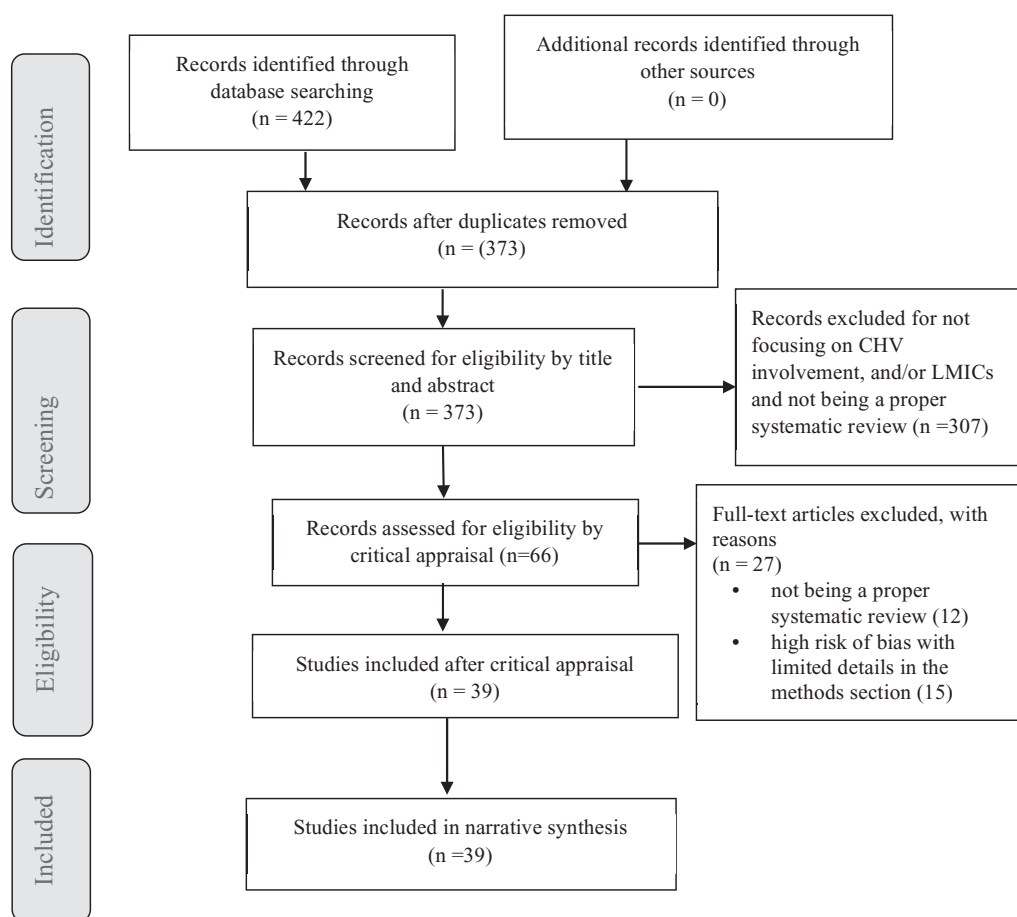 Identification
Records identified through
database searching
(n = 422)
Additional records identified through
other sources
(n = 0)
Records after duplicates removed
(n = (373)
Screening
Records screened for eligibility by title
and abstract
(n = 373)
Records excluded for not
focusing on CHV
involvement, and/or LMICs
and not being a proper
systematic review (n =307)
Eligibility
Records assessed for eligibility by
critical appraisal (n=66)
Full-text articles excluded, with
reasons
(n = 27)
• not being a proper
systematic review (12)
• high risk of bias with
limited details in the
methods section (15)
Studies included after critical appraisal
(n = 39)
Included
Studies included in narrative synthesis
(n =39)